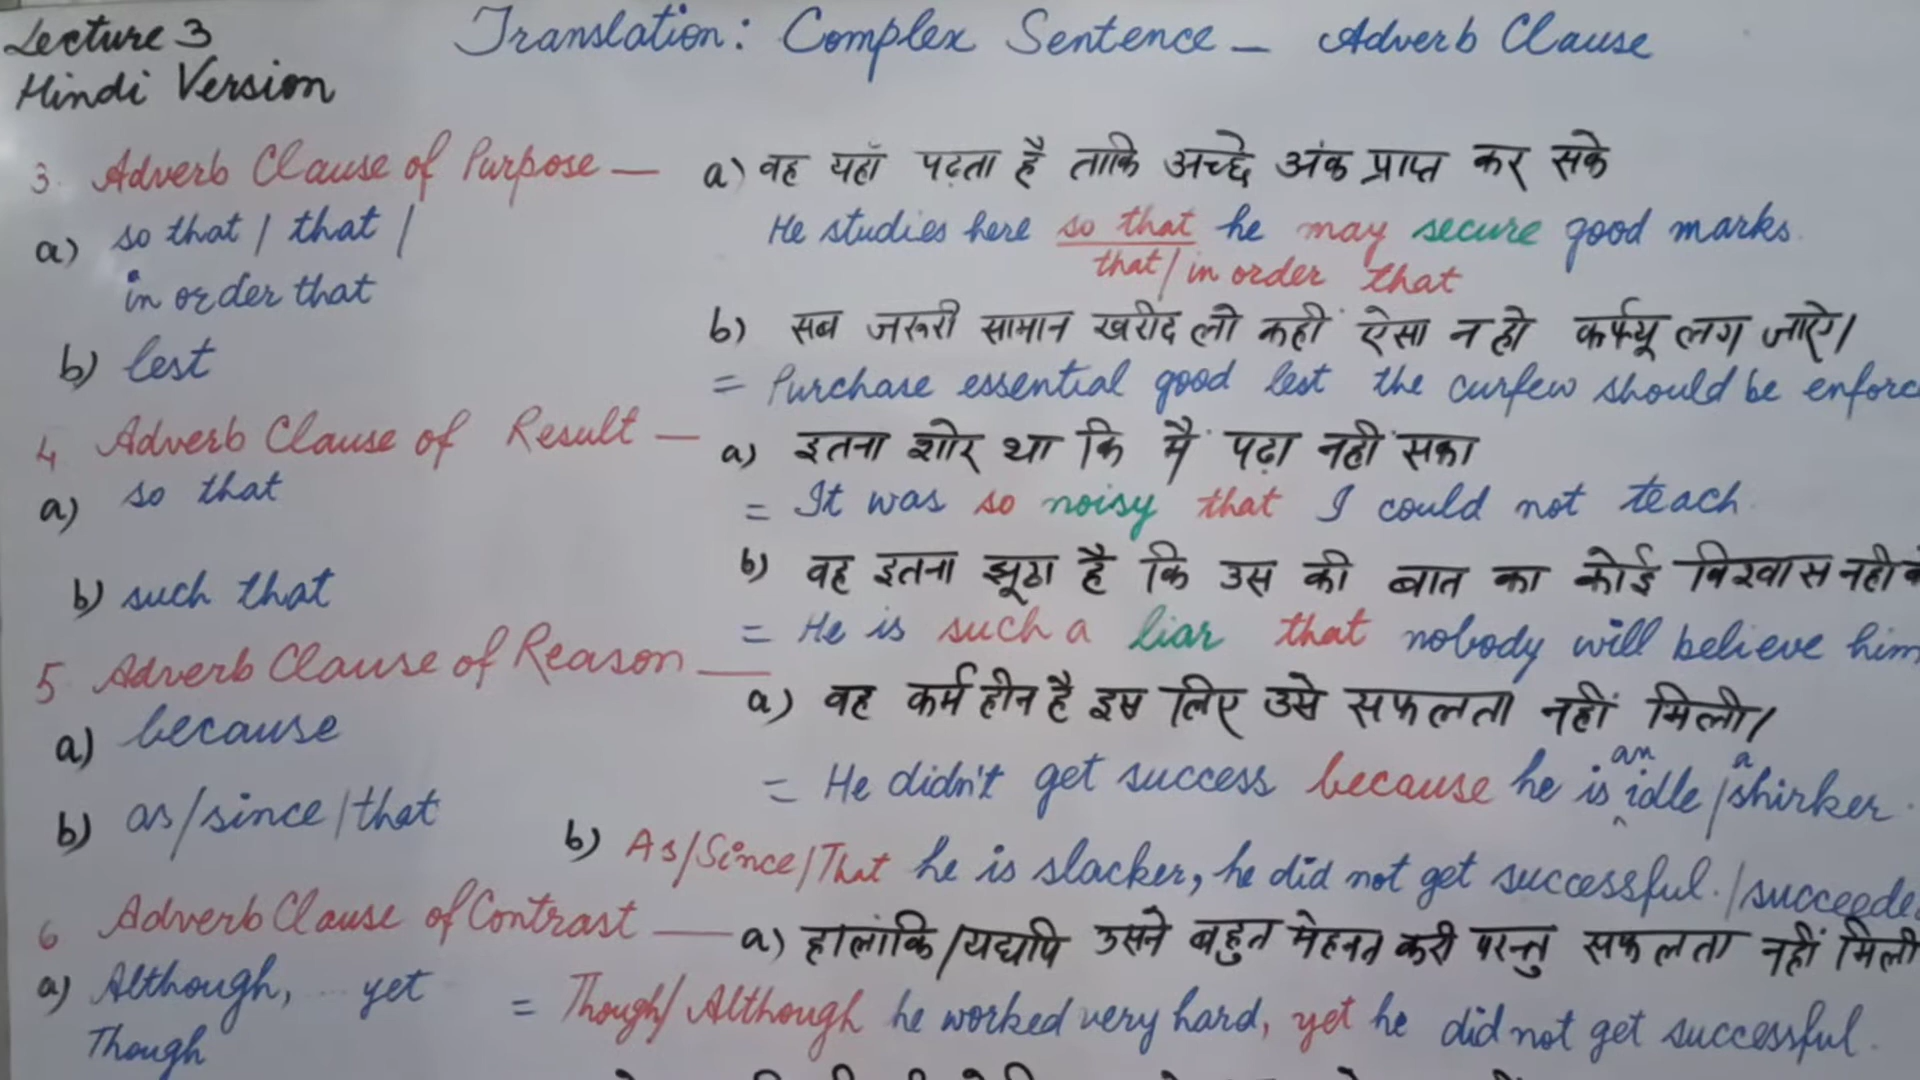 Lecture 3
Hindi Version
Translation: Complex Sentence – Adverb Clause
3. Adverb Clause of Purpose –
a) so that / that /
in order that
b) lest
a) वह यहाँ पढ़ता है ताकि अच्छे अंक प्राप्त कर सके
He studies here so that he may secure good marks.
that / in order that
b) सब जरूरी सामान खरीद लो कहीं ऐसा न हो कर्फ्यू लग जाऐ।
= Purchase essential good lest the curfew should be enforc
4 Adverb Clause of Result –
a) so that
b) such that
a) इतना शोर था कि मैं पढ़ा नहीं सका
= It was so noisy that I could not teach
b) वह इतना झूठा है कि उस की बात का कोई विश्वास नहीं
= He is such a liar that nobody will believe him
5 Adverb Clause of Reason –
a) because
b) as/since/that
a) वह कर्म हीन है इस लिए उसे सफलता नहीं मिली।
an a
= He didn't get success because he is ‸ idle / shirker.
b) As/Since/That he is slacker, he did not get successful. / succeede
6 Adverb Clause of Contrast –
a) Although, yet
Though
a) हालांकि/यद्यपि उसने बहुत मेहनत करी परन्तु सफलता नहीं मिली
= Though/Although he worked very hard, yet he did not get successful.